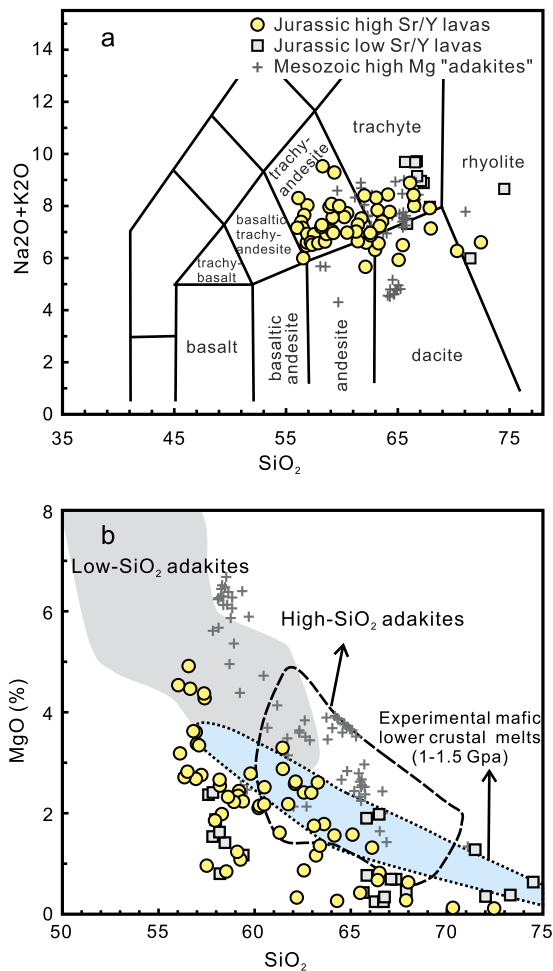 a
Jurassic high Sr/Y lavas
Jurassic low Sr/Y lavas
Mesozoic high Mg "adakites"
14
12
10
8
6
4
2
0
Na2O+K2O
trachyte
rhyolite
trachy-
andesite
basaltic
trachy-
andesite
trachy-
basalt
basalt
basaltic
andesite
andesite
dacite
35
45
55
65
75
SiO₂
b
8
6
4
2
0
MgO (%)
Low-SiO₂ adakites
High-SiO₂ adakites
Experimental mafic
lower crustal melts
(1-1.5 Gpa)
50
55
60
65
70
75
SiO₂